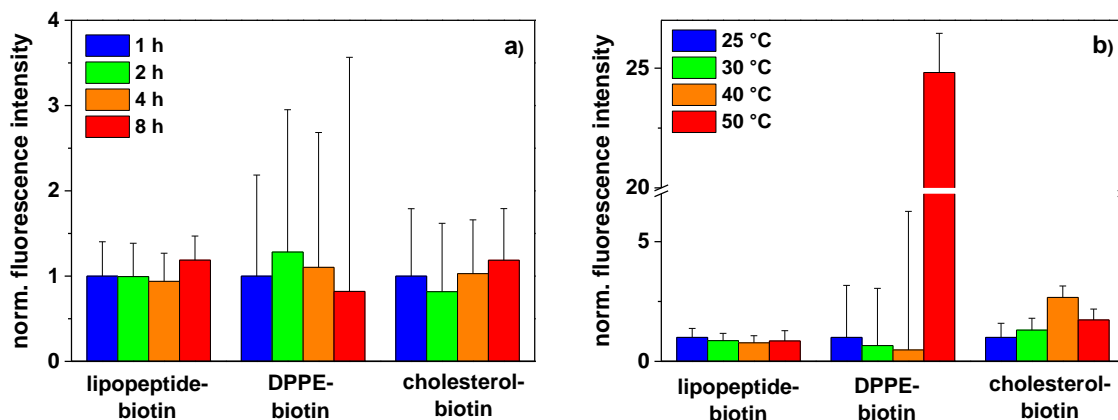 norm. fluorescence intensity
4
3
2
1
0
1 h
2 h
4 h
8 h
a)
lipopeptide-
biotin
DPPE-
biotin
cholesterol-
biotin
norm. fluorescence intensity
25
20
5
0
25 °C
30 °C
40 °C
50 °C
b)
lipopeptide-
biotin
DPPE-
biotin
cholesterol-
biotin